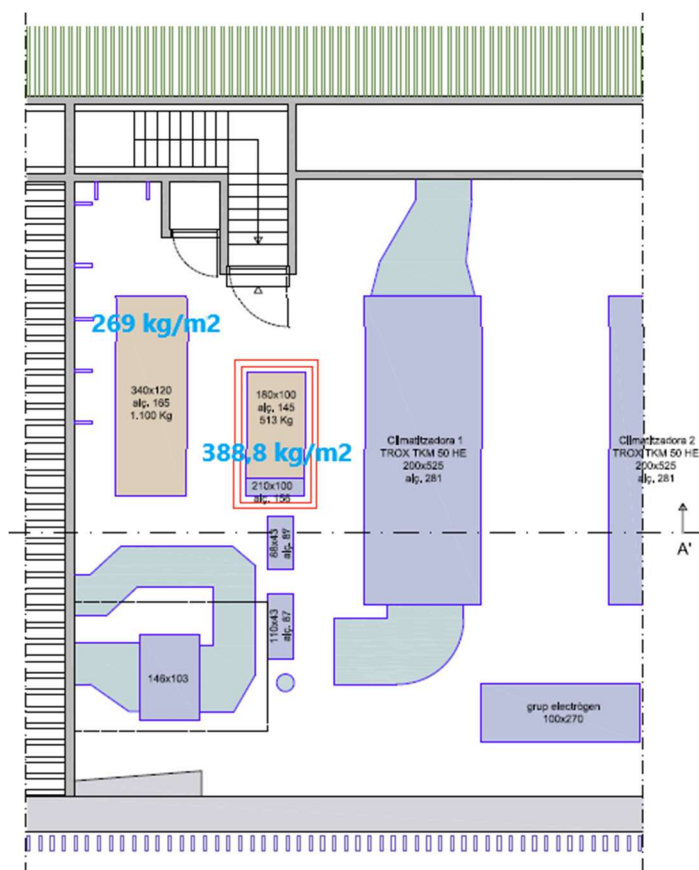 269 kg/m2
340x120
alç. 165
1.100 Kg
180x100
alç. 145
513 Kg
388,8 kg/m2
210x100
alç. 156
Climatitzadora 1
TROX TKM 50 HE
200x525
alç. 281
Climatitzadora 2
TROX TKM 50 HE
200x525
alç. 281
88x43
alç. 87
A'
110x43
alç. 87
146x103
grup electrògen
100x270